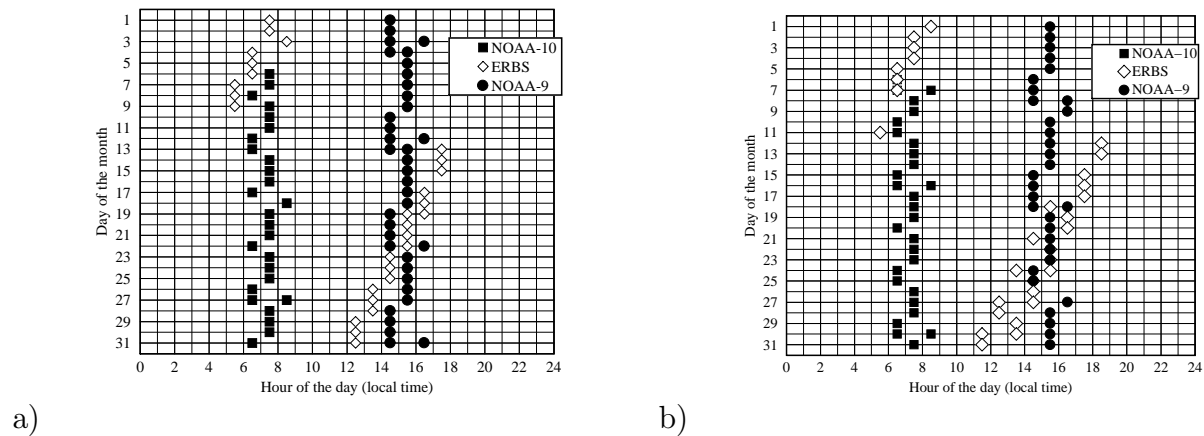 1
3
5
7
9
11
13
15
17
19
21
23
25
27
29
31
Day of the month
NOAA-10
ERBS
NOAA-9
0 2 4 6 8 10 12 14 16 18 20 22 24
Hour of the day (local time)
a)
1
3
5
7
9
11
13
15
17
19
21
23
25
27
29
31
Day of the month
NOAA−10
ERBS
NOAA−9
0 2 4 6 8 10 12 14 16 18 20 22 24
Hour of the day (local time)
b)